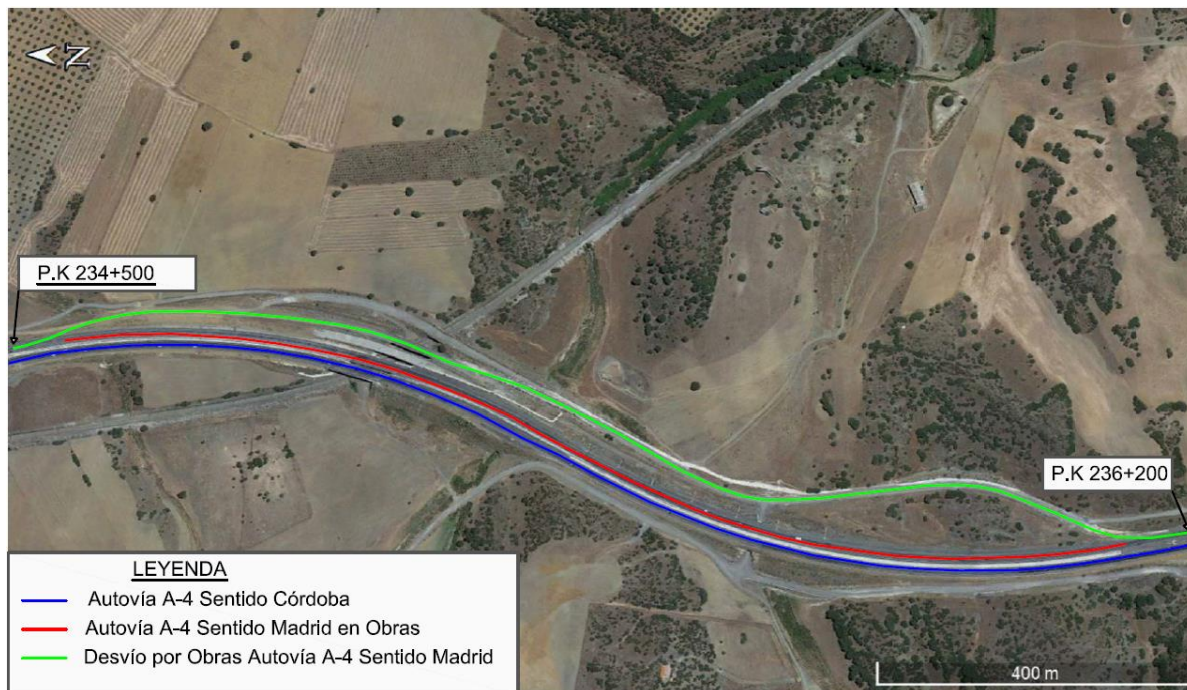 N
P.K 234+500
P.K 236+200
LEYENDA
Autovía A-4 Sentido Córdoba
Autovía A-4 Sentido Madrid en Obras
Desvío por Obras Autovía A-4 Sentido Madrid
400 m